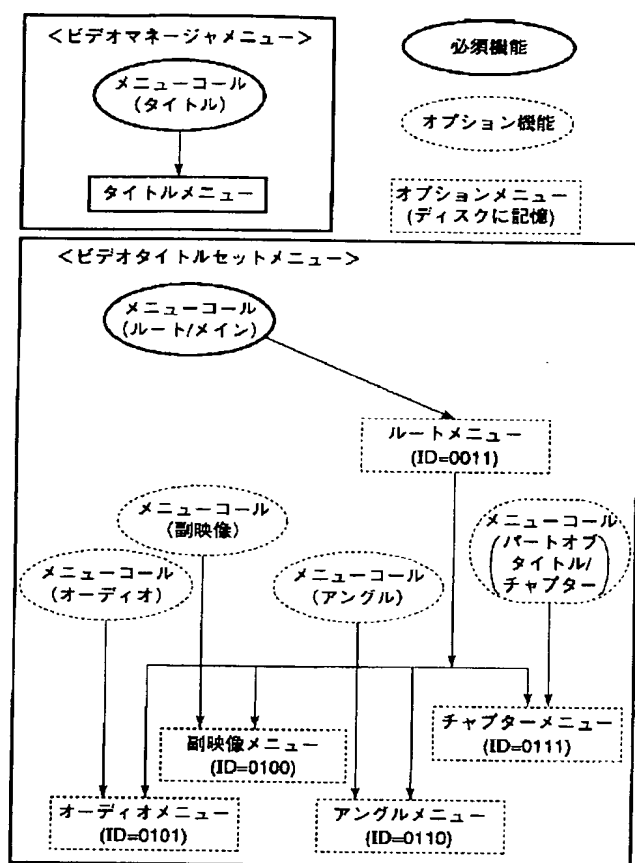 ＜ビデオマネージャメニュー＞
メニューコール
(タイトル)
タイトルメニュー
必須機能
オプション機能
オプションメニュー
(ディスクに記憶)
＜ビデオタイトルセットメニュー＞
メニューコール
(ルート/メイン)
ルートメニュー
(ID=0011)
メニューコール
(副映像)
メニューコール
(オーディオ)
メニューコール
(アングル)
メニューコール
(パートオブ
タイトル/
チャプター)
副映像メニュー
(ID=0100)
チャプターメニュー
(ID=0111)
オーディオメニュー
(ID=0101)
アングルメニュー
(ID=0110)